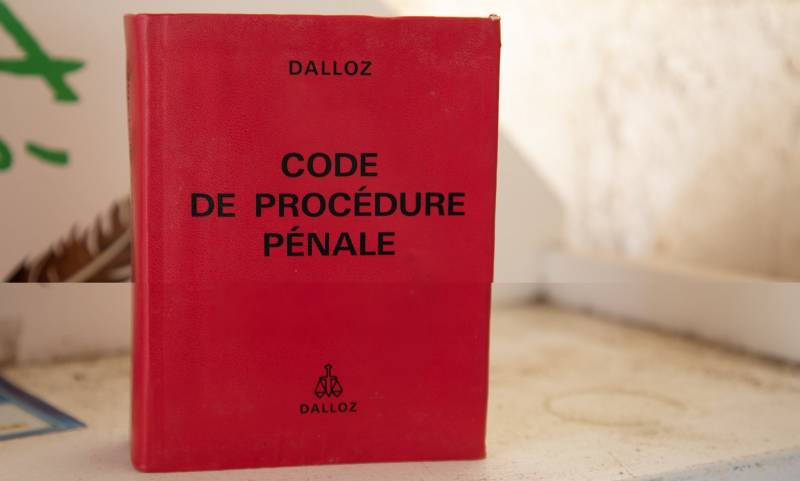 DALLOZ
CODE
DE PROCÉDURE
PÉNALE
DALLOZ